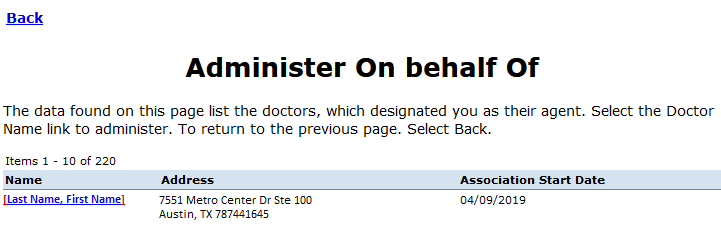 Back
Administer On behalf Of
The data found on this page list the doctors, which designated you as their agent. Select the Doctor
Name link to administer. To return to the previous page. Select Back.
Items 1 - 10 of 220
Name Address Association Start Date
[Last Name, First Name] 7551 Metro Center Dr Ste 100 04/09/2019
Austin, TX 787441645